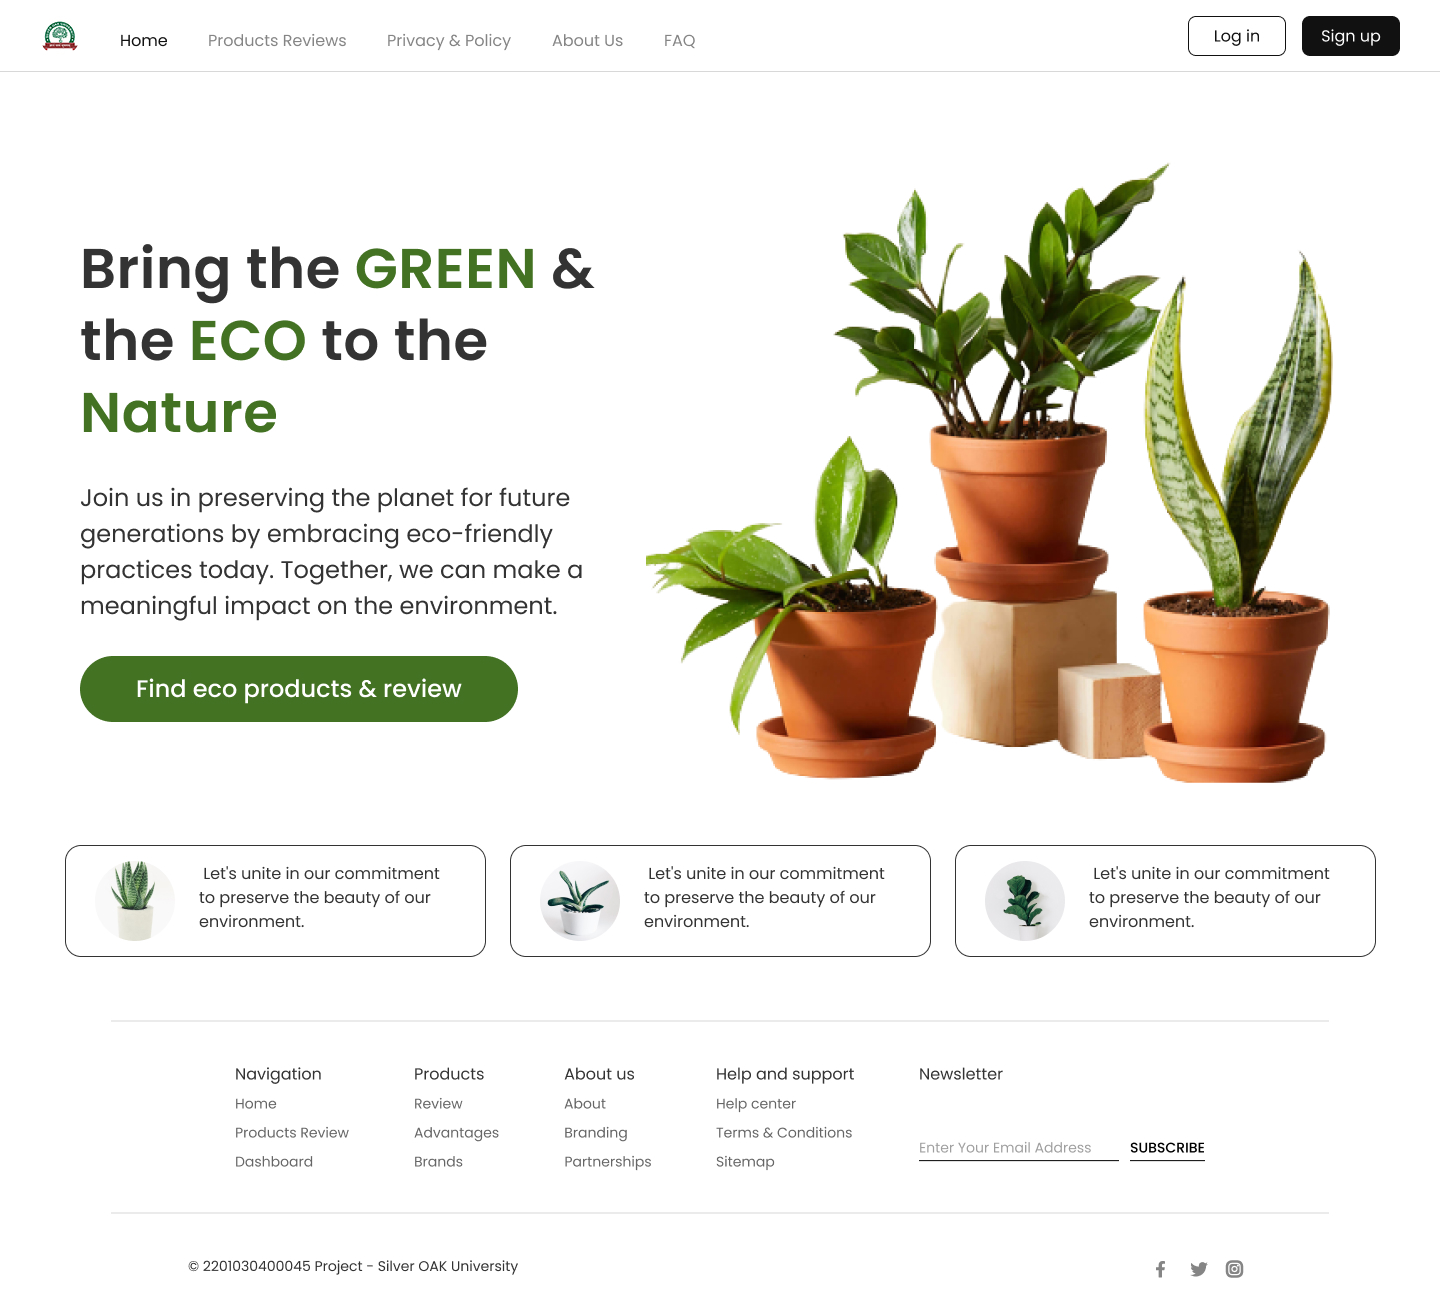 Home Products Reviews Privacy & Policy About Us FAQ Log in Sign up
Bring the GREEN &
the ECO to the
Nature
Join us in preserving the planet for future
generations by embracing eco-friendly
practices today. Together, we can make a
meaningful impact on the environment.
Find eco products & review
Let's unite in our commitment
to preserve the beauty of our
environment.
Let's unite in our commitment
to preserve the beauty of our
environment.
Let's unite in our commitment
to preserve the beauty of our
environment.
Navigation
Home
Products Review
Dashboard
Products
Review
Advantages
Brands
About us
About
Branding
Partnerships
Help and support
Help center
Terms & Conditions
Sitemap
Newsletter
Enter Your Email Address SUBSCRIBE
© 2201030400045 Project - Silver OAK University